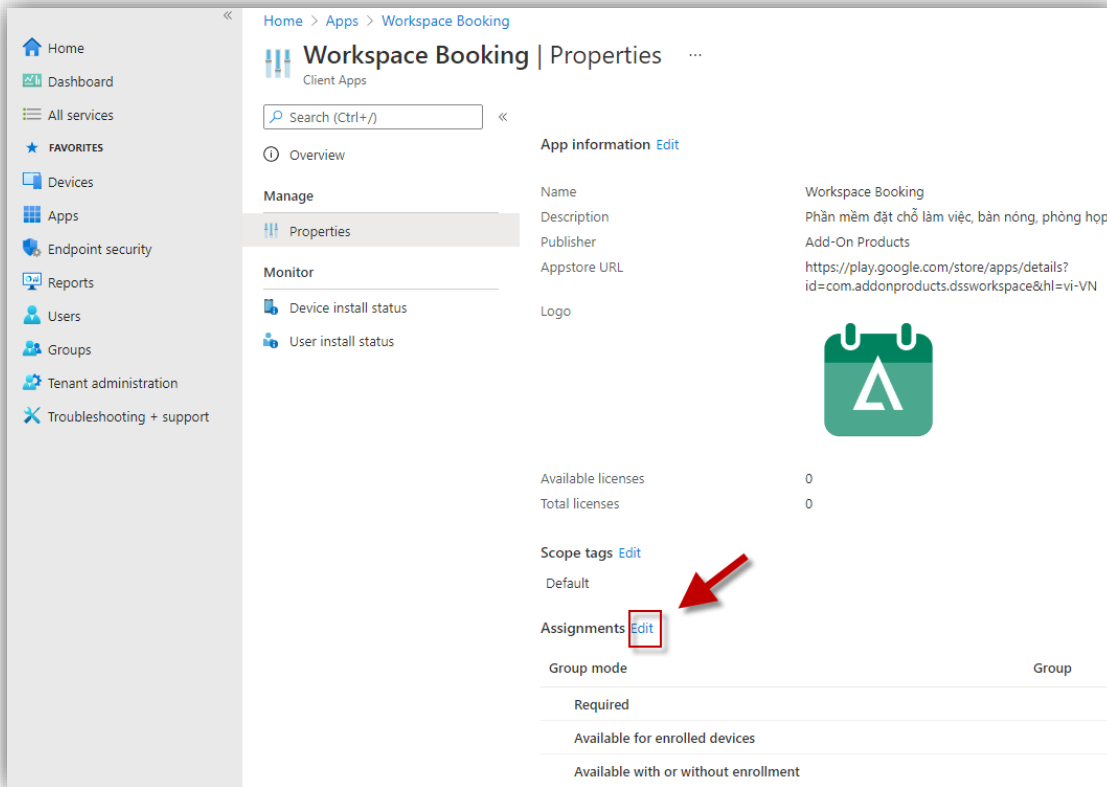 Home > Apps > Workspace Booking
Workspace Booking | Properties ...
Client Apps
Home
Dashboard
All services
FAVORITES
Devices
Apps
Endpoint security
Reports
Users
Groups
Tenant administration
Troubleshooting + support
Search (Ctrl+/)
Overview
Manage
Properties
Monitor
Device install status
User install status
App information Edit
Name Workspace Booking
Description Phần mềm đặt chỗ làm việc, bàn nóng, phòng họp
Publisher Add-On Products
Appstore URL https://play.google.com/store/apps/details?
id=com.addonproducts.dssworkspace&hl=vi-VN
Logo
Available licenses 0
Total licenses 0
Scope tags Edit
Default
Assignments Edit
Group mode Group
Required
Available for enrolled devices
Available with or without enrollment